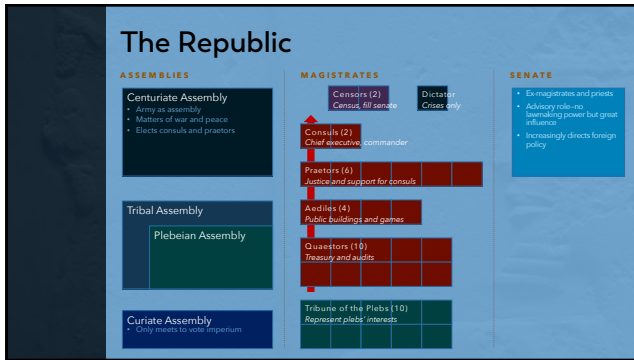 The Republic
ASSEMBLIES
Centuriate Assembly
• Army as assembly
• Matters of war and peace
• Elects consuls and praetors
Tribal Assembly
Plebeian Assembly
Curiate Assembly
• Only meets to vote imperium
MAGISTRATES
Censors (2)
Census, fill senate
Dictator
Crises only
Consuls (2)
Chief executive, commander
Praetors (6)
Justice and support for consuls
Aediles (4)
Public buildings and games
Quaestors (10)
Treasury and audits
Tribune of the Plebs (10)
Represent plebs' interests
SENATE
• Ex-magistrates and priests
• Advisory role–no
lawmaking power but great
influence
• Increasingly directs foreign
policy